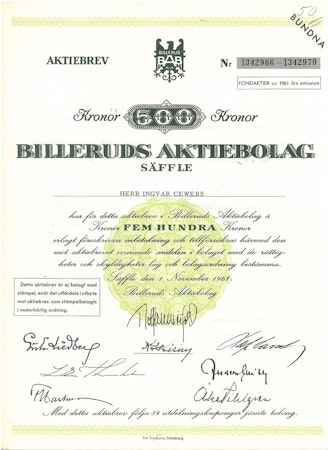 50
BUNDNA
BILLERUD
BAB
AKTIEBREV
Nr 1342966 - 1342970
FONDAKTIER av 1961 års emission
Kronor 500 Kronor
BILLERUDS AKTIEBOLAG
SÄFFLE
HERR INGVAR CEWERS
har för detta aktiebrev i Billeruds Aktiebolag å
Kronor FEM HUNDRA Kronor
erlagt föreskriven inbetalning och tillförsäkras härmed den
mot aktiebrevet svarande andelen i bolaget med de rättig-
heter och skyldigheter lag och bolagsordning bestämma.
Säffle den 1. November 1961.
Billeruds Aktiebolag
Detta aktiebrev är ej belagt med
stämpel, enär det utfärdats i utbyte
mot aktiebrev, som stämpelbelagts
i vederbörlig ordning.
Med detta aktiebrev följa 34 utdelningskuponger jämte talong.
Tre Tryckare, Göteborg